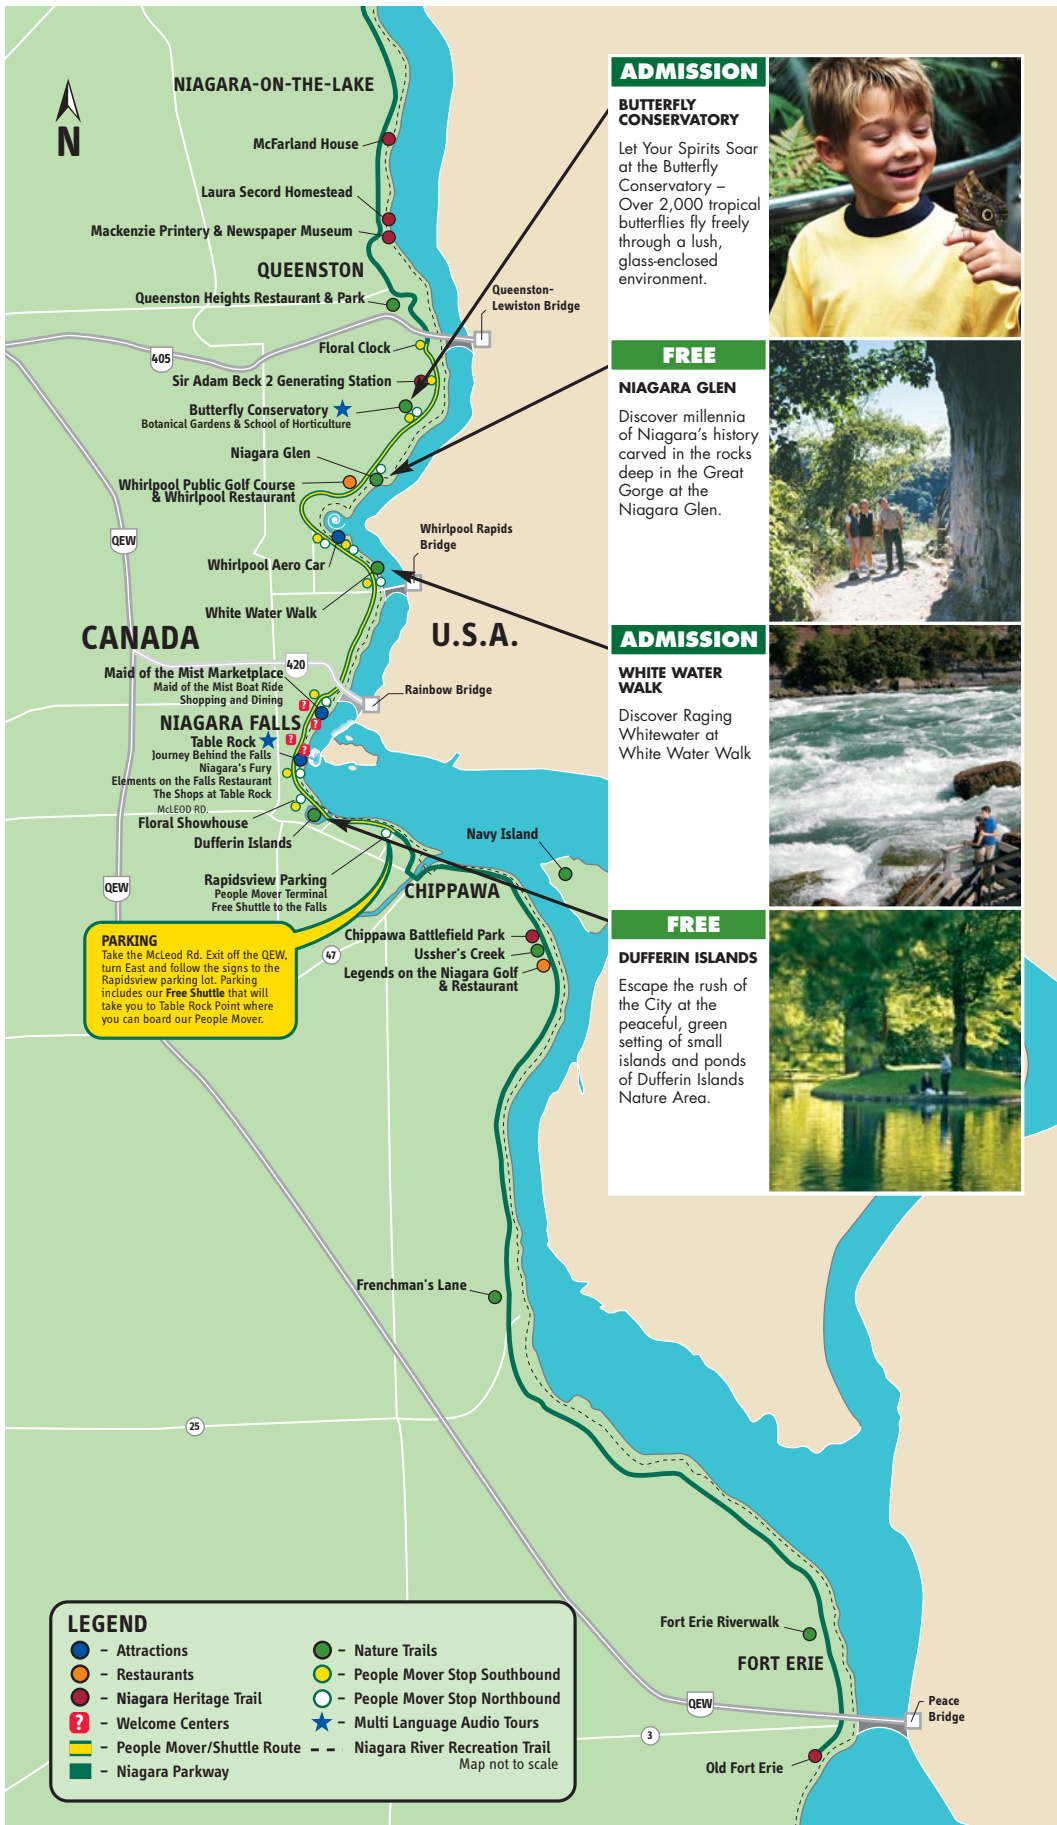 NIAGARA-ON-THE-LAKE
N
McFarland House
Laura Secord Homestead
Mackenzie Printery & Newspaper Museum
QUEENSTON
Queenston Heights Restaurant & Park
Queenston-
Lewiston Bridge
Floral Clock
405
Sir Adam Beck 2 Generating Station
Butterfly Conservatory
Botanical Gardens & School of Horticulture
Niagara Glen
Whirlpool Public Golf Course
& Whirlpool Restaurant
Whirlpool Rapids
Bridge
QEW
Whirlpool Aero Car
White Water Walk
CANADA
U.S.A.
420
Maid of the Mist Marketplace
Maid of the Mist Boat Ride
Shopping and Dining
Rainbow Bridge
?
?
?
?
NIAGARA FALLS
Table Rock
Journey Behind the Falls
Niagara's Fury
Elements on the Falls Restaurant
The Shops at Table Rock
McLEOD RD.
Floral Showhouse
Dufferin Islands
Navy Island
Rapidsview Parking
People Mover Terminal
Free Shuttle to the Falls
QEW
CHIPPAWA
PARKING
Take the McLeod Rd. Exit off the QEW,
turn East and follow the signs to the
Rapidsview parking lot. Parking
includes our Free Shuttle that will
take you to Table Rock Point where
you can board our People Mover.
47
Chippawa Battlefield Park
Ussher's Creek
Legends on the Niagara Golf
& Restaurant
Frenchman's Lane
25
Fort Erie Riverwalk
FORT ERIE
QEW
Peace
Bridge
3
Old Fort Erie
ADMISSION
BUTTERFLY
CONSERVATORY
Let Your Spirits Soar
at the Butterfly
Conservatory –
Over 2,000 tropical
butterflies fly freely
through a lush,
glass-enclosed
environment.
FREE
NIAGARA GLEN
Discover millennia
of Niagara's history
carved in the rocks
deep in the Great
Gorge at the
Niagara Glen.
ADMISSION
WHITE WATER
WALK
Discover Raging
Whitewater at
White Water Walk
FREE
DUFFERIN ISLANDS
Escape the rush of
the City at the
peaceful, green
setting of small
islands and ponds
of Dufferin Islands
Nature Area.
LEGEND
– Attractions
– Restaurants
– Niagara Heritage Trail
? – Welcome Centers
– People Mover/Shuttle Route
– Niagara Parkway
– Nature Trails
– People Mover Stop Southbound
– People Mover Stop Northbound
– Multi Language Audio Tours
Niagara River Recreation Trail
Map not to scale